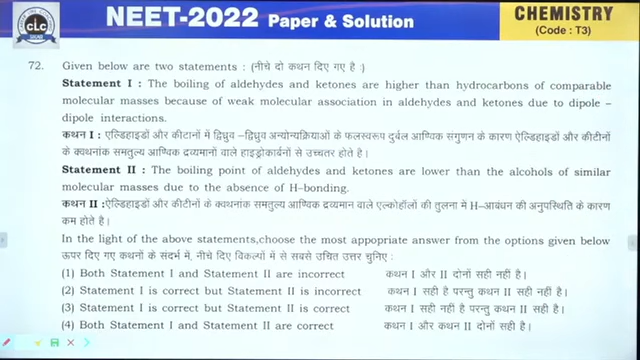 CLC
NEET-2022 Paper & Solution
CHEMISTRY
(Code : T3)
72. Given below are two statements : (नीचे दो कथन दिए गए है :)
Statement I : The boiling of aldehydes and ketones are higher than hydrocarbons of comparable
molecular masses because of weak molecular association in aldehydes and ketones due to dipole –
dipole interactions.
कथन I : एल्डिहाइडों और कीटानों में द्विध्रुव –द्विध्रुव अन्योन्यक्रियाओं के फलस्वरूप दुर्वल आण्विक संगुणन के कारण ऐल्डिहाइडों और कीटीनों
के क्वथनांक समतुल्य आण्विक द्रव्यमानों वाले हाइड्रोकार्बनों से उच्चतर होते है।
Statement II : The boiling point of aldehydes and ketones are lower than the alcohols of similar
molecular masses due to the absence of H–bonding.
कथन II :ऐल्डिहाइडों और कीटीनों के क्वथनांक समतुल्य आण्विक द्रव्यमान वाले एल्कोहॉलों की तुलना में H–आबंधन की अनुपस्थिति के कारण
कम होते है।
In the light of the above statements,choose the most appopriate answer from the options given below
ऊपर दिए गए कथनों के संदर्भ में, नीचे दिए विकल्पों में से सबसे उचित उत्तर चुनिए :
(1) Both Statement I and Statement II are incorrect कथन I और II दोनों सही नहीं है।
(2) Statement I is correct but Statement II is incorrect कथन I सही है परन्तु कथन II सही नहीं है।
(3) Statement I is correct but Statement II is correct कथन I सही नहीं है परन्तु कथन II सही है।
(4) Both Statement I and Statement II are correct कथन I और कथन II दोनों सही है।